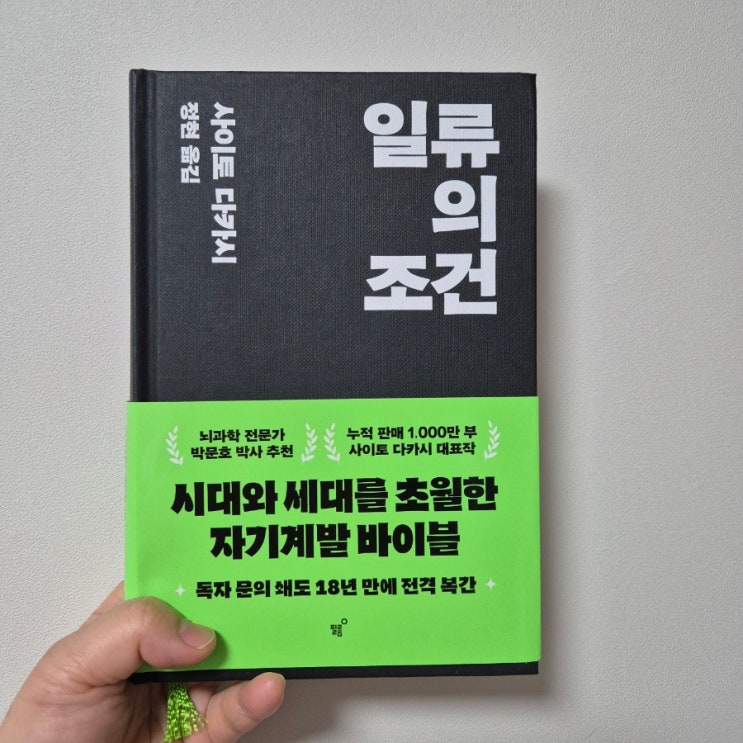 일류
의
조건
사이토 다카시
정현 옮김
뇌과학 전문가
박문호 박사 추천
누적 판매 1,000만 부
사이토 다카시 대표작
시대와 세대를 초월한
자기계발 바이블
독자 문의 쇄도 18년 만에 전격 복간
필름